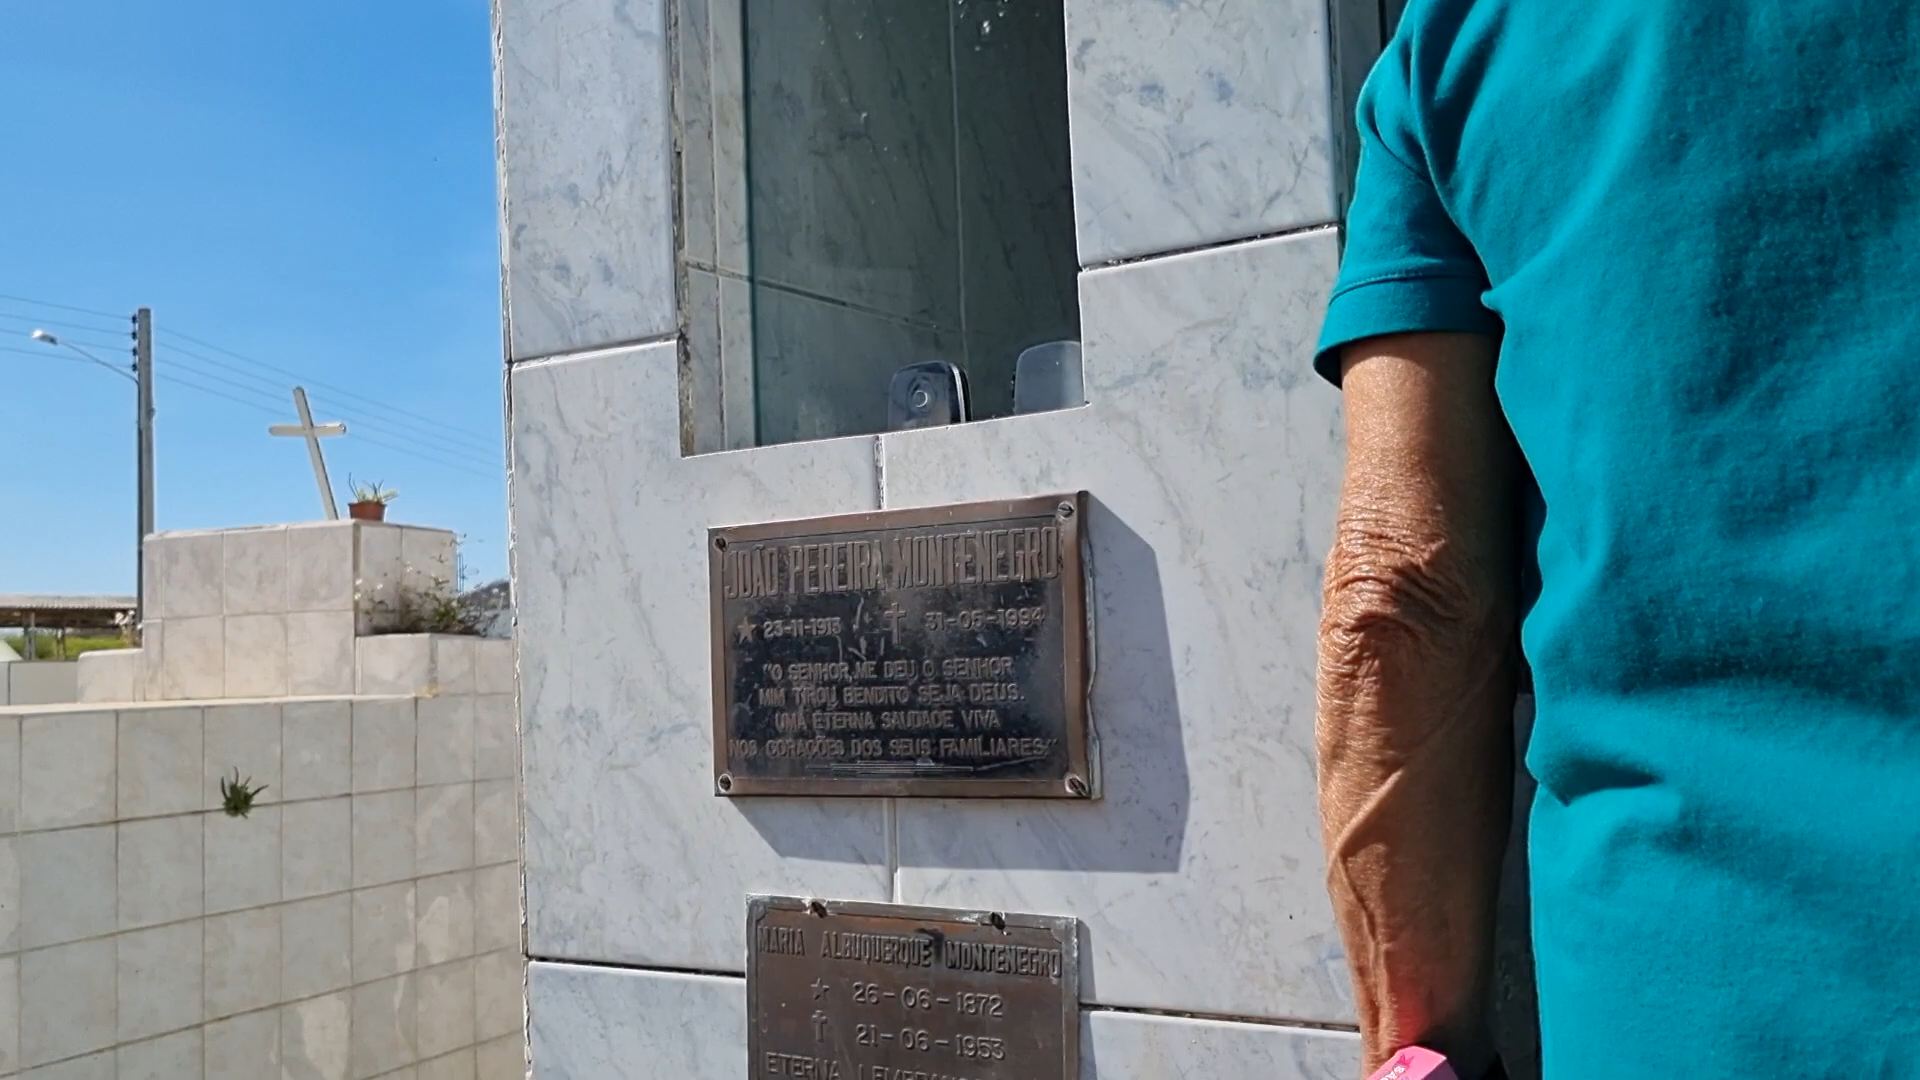 JOÃO PEREIRA MONTENEGRO
23-11-1913 31-05-1994
"O SENHOR ME DEU O SENHOR
MIM TIROU BENDITO SEJA DEUS.
UMA ETERNA SAUDADE VIVA
NOS CORAÇÕES DOS SEUS FAMILIARES"
MARIA ALBUQUERQUE MONTENEGRO
26-06-1872
21-06-1953
ETERNA